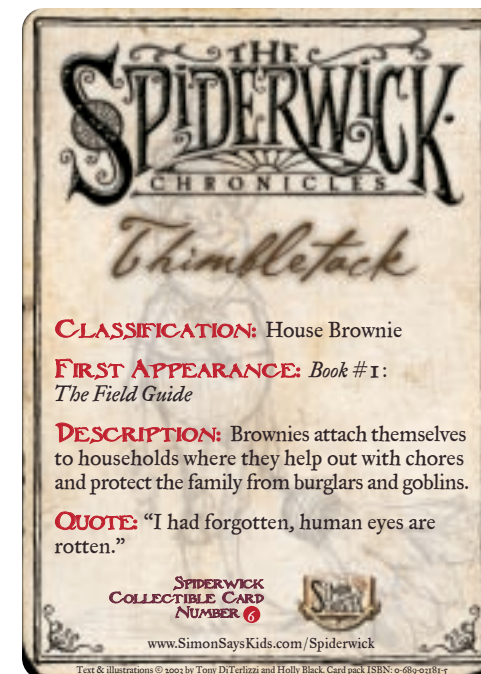 THE
SPIDERWICK
CHRONICLES
Thimbletack
CLASSIFICATION: House Brownie
FIRST APPEARANCE: Book #1:
The Field Guide
DESCRIPTION: Brownies attach themselves
to households where they help out with chores
and protect the family from burglars and goblins.
QUOTE: “I had forgotten, human eyes are
rotten.”
SPIDERWICK
COLLECTIBLE CARD
NUMBER 6
www.SimonSaysKids.com/Spiderwick
Text & illustrations © 2003 by Tony DiTerlizzi and Holly Black. Card pack ISBN: 0-689-02181-5